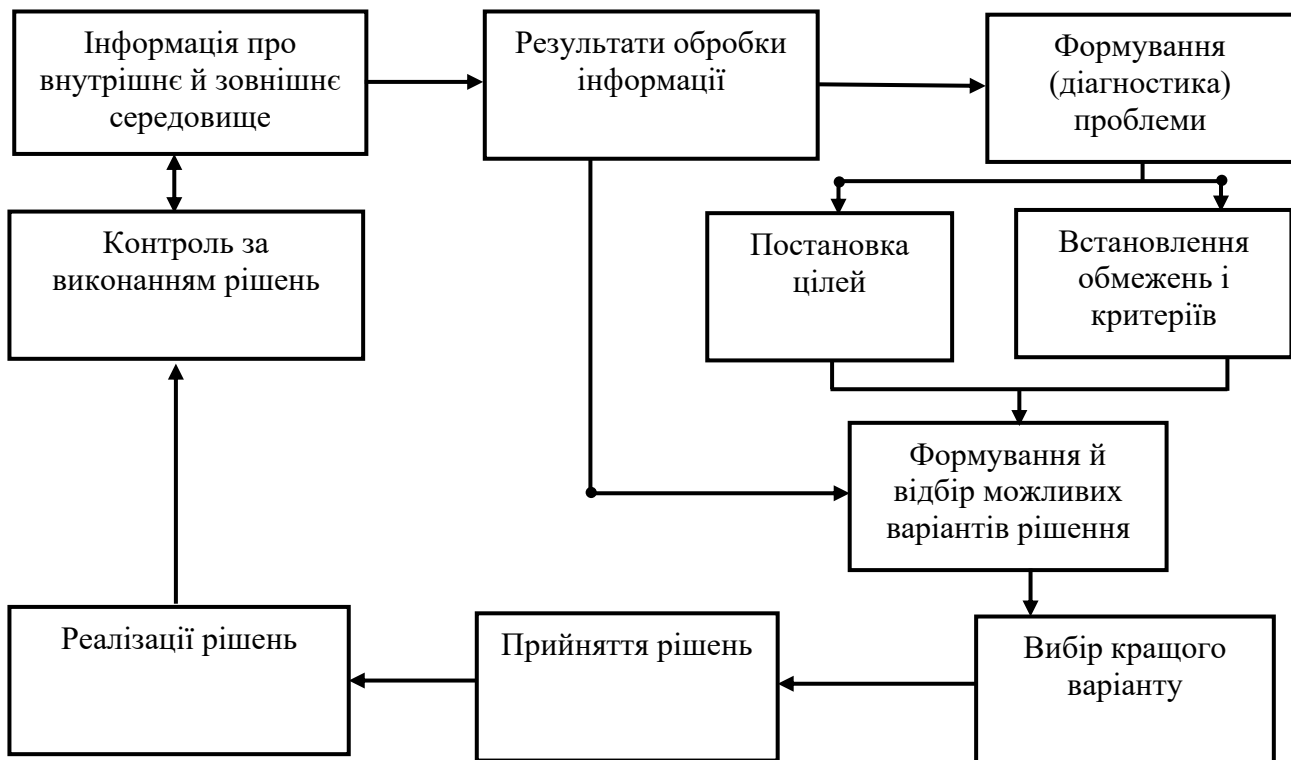 Інформація про
внутрішнє й зовнішнє
середовище
Результати обробки
інформації
Формування
(діагностика)
проблеми
Контроль за
виконанням рішень
Постановка
цілей
Встановлення
обмежень і
критеріїв
Формування й
відбір можливих
варіантів рішення
Реалізації рішень
Прийняття рішень
Вибір кращого
варіанту